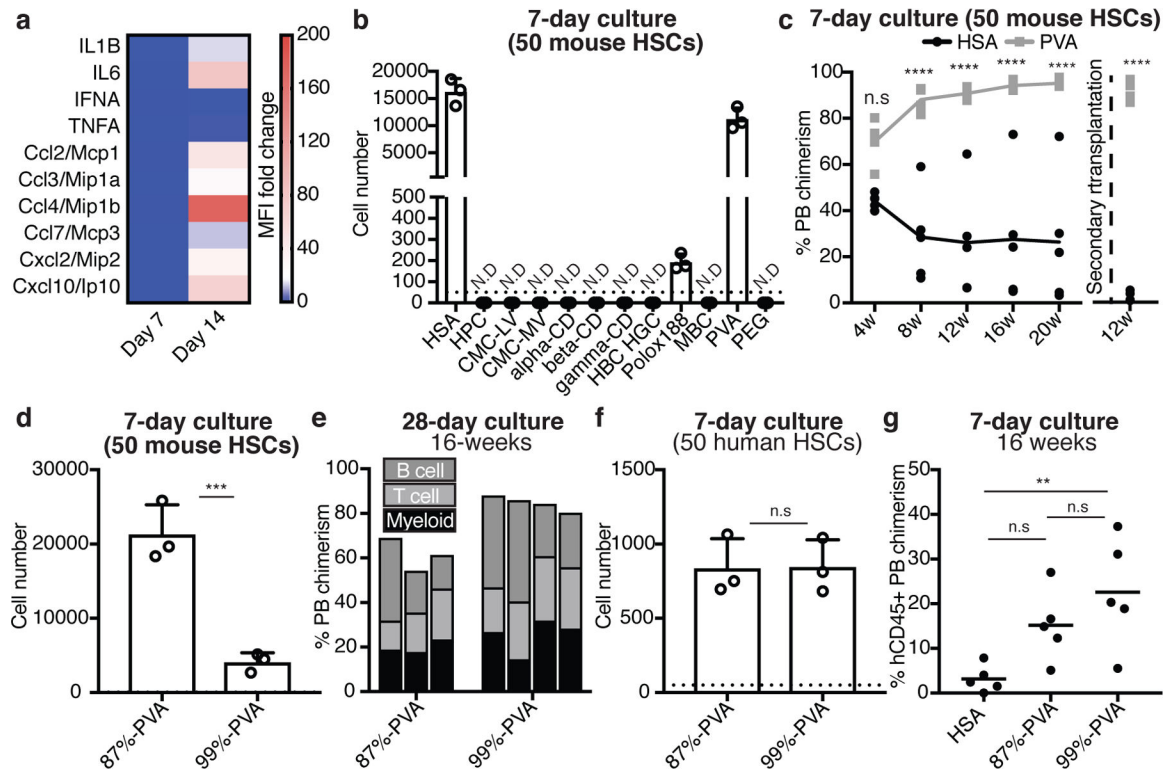 a
IL1B
IL6
IFNA
TNFA
Ccl2/Mcp1
Ccl3/Mip1a
Ccl4/Mip1b
Ccl7/Mcp3
Cxcl2/Mip2
Cxcl10/Ip10
Day 7
Day 14
200
160
120
80
40
0
MFI fold change
b
7-day culture
(50 mouse HSCs)
Cell number
20000
15000
10000
5000
500
400
300
200
100
0
N.D
N.D
N.D
N.D
N.D
N.D
N.D
N.D
N.D
HSA
HPC
CMC-LV
CMC-MV
alpha-CD
beta-CD
gamma-CD
HBC HGC
Polox188
MBC
PVA
PEG
c
7-day culture (50 mouse HSCs)
HSA
PVA
% PB chimerism
100
80
60
40
20
0
n.s
****
****
****
****
****
4w
8w
12w
16w
20w
Secondary rtransplantation
12w
d
7-day culture
(50 mouse HSCs)
Cell number
30000
20000
10000
0
***
87%-PVA
99%-PVA
e
28-day culture
16-weeks
% PB chimerism
100
80
60
40
20
0
B cell
T cell
Myeloid
87%-PVA
99%-PVA
f
7-day culture
(50 human HSCs)
Cell number
1500
1000
500
0
n.s
87%-PVA
99%-PVA
g
7-day culture
16 weeks
% hCD45+ PB chimerism
50
40
30
20
10
0
**
n.s
n.s
HSA
87%-PVA
99%-PVA